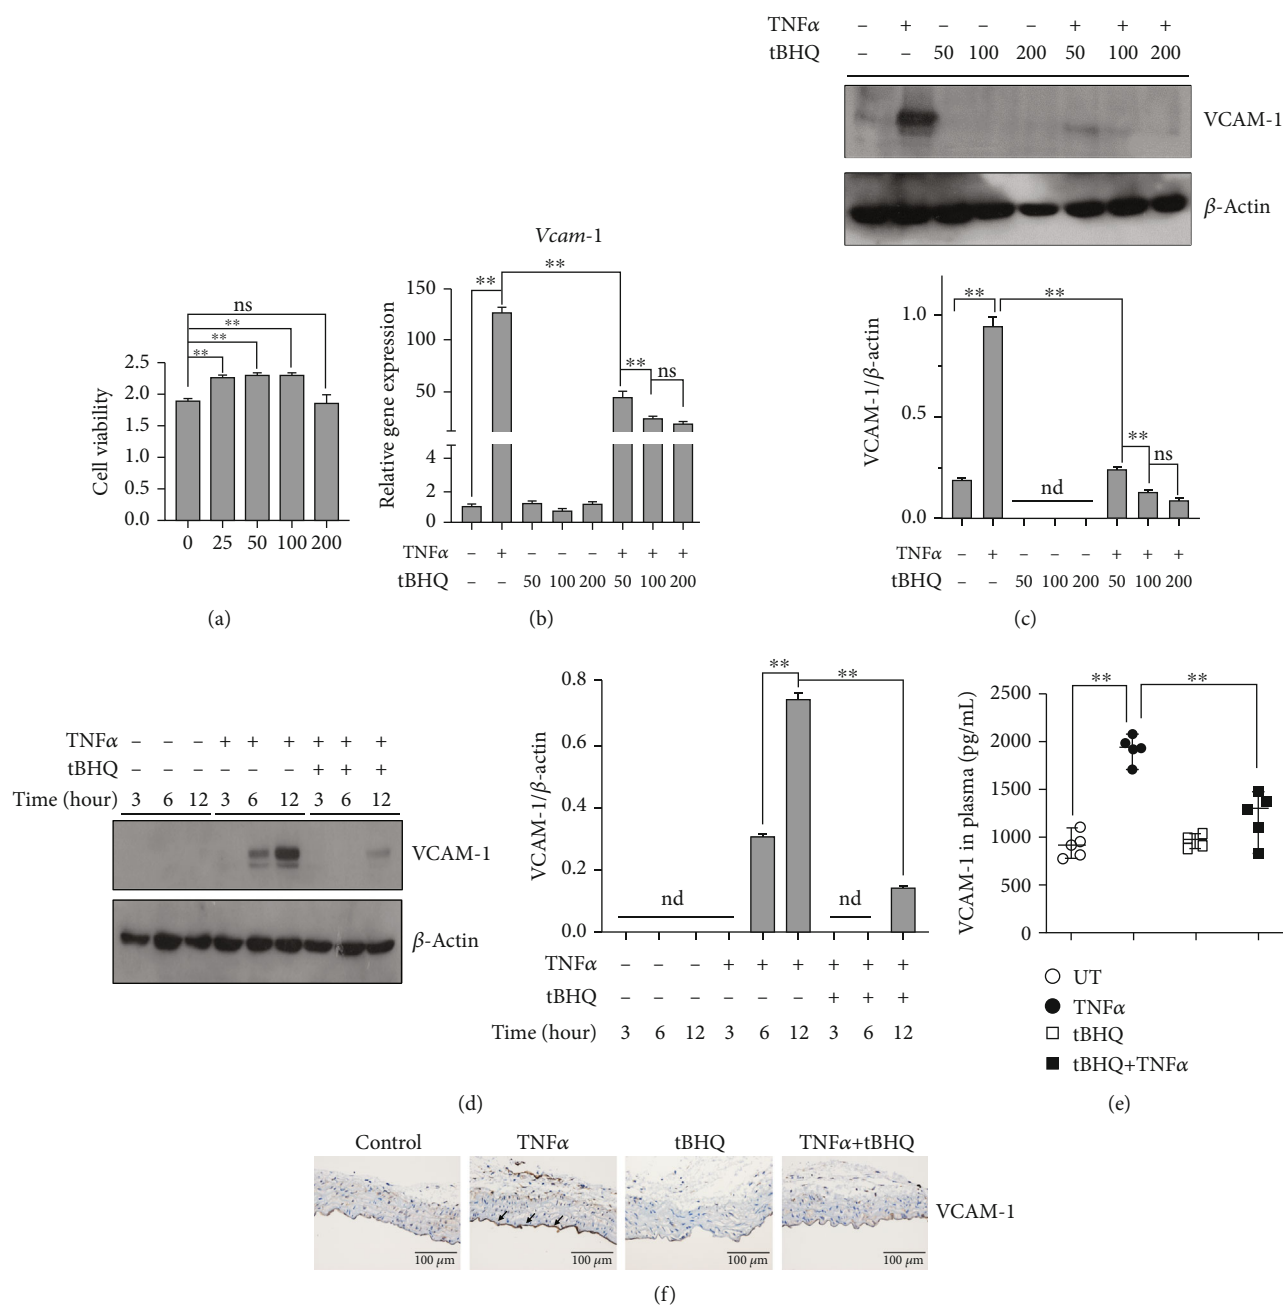 TNFα – + – – – + + +
tBHQ – – 50 100 200 50 100 200
VCAM-1
β-Actin
ns
**
**
**
Cell viability
2.5
2.0
1.5
1.0
0.5
0.0
0 25 50 100 200
(a)
Vcam-1
**
**
**
ns
Relative gene expression
150
100
50
4
2
0
TNFα – + – – – + + +
tBHQ – – 50 100 200 50 100 200
(b)
**
**
**
ns
nd
VCAM-1/β-actin
1.0
0.5
0.0
TNFα – + – – – + + +
tBHQ – – 50 100 200 50 100 200
(c)
TNFα – – – + + + + + +
tBHQ – – – – – – + + +
Time (hour) 3 6 12 3 6 12 3 6 12
VCAM-1
β-Actin
**
**
VCAM-1/β-actin
0.8
0.6
0.4
0.2
0.0
nd
nd
TNFα – – – + + + + + +
tBHQ – – – – – – + + +
Time (hour) 3 6 12 3 6 12 3 6 12
(d)
**
**
VCAM-1 in plasma (pg/mL)
2500
2000
1500
1000
500
0
UT
TNFα
tBHQ
tBHQ+TNFα
(e)
Control TNFα tBHQ TNFα+tBHQ
VCAM-1
100 μm 100 μm 100 μm 100 μm
(f)